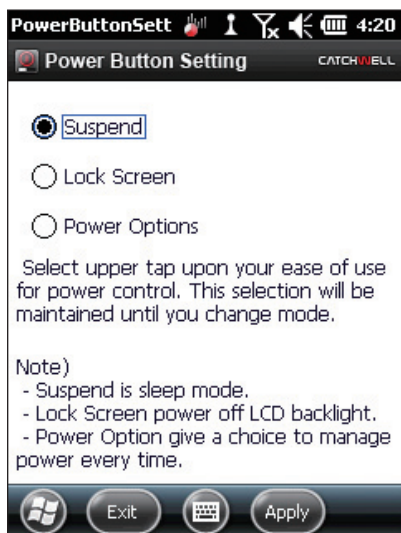 PowerButtonSett 4:20
Power Button Setting CATCHWELL
Suspend
Lock Screen
Power Options
Select upper tap upon your ease of use
for power control. This selection will be
maintained until you change mode.
Note)
- Suspend is sleep mode.
- Lock Screen power off LCD backlight.
- Power Option give a choice to manage
power every time.
Exit Apply